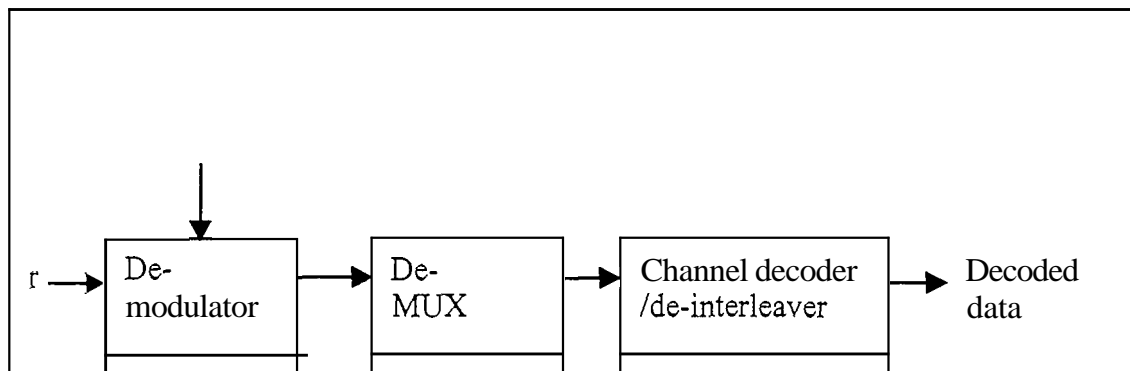 r
De-
modulator
De-
MUX
Channel decoder
/de-interleaver
Decoded
data